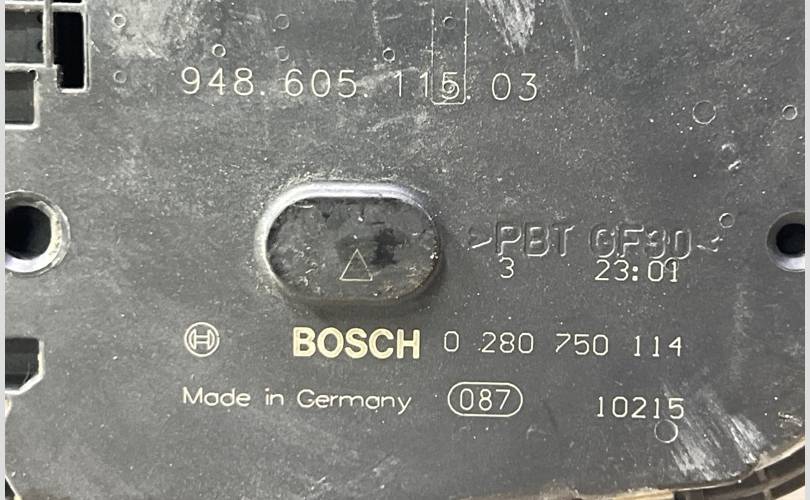 948.605.115.03
>PBT GF30<
3 23:01
BOSCH 0 280 750 114
Made in Germany 087 10215